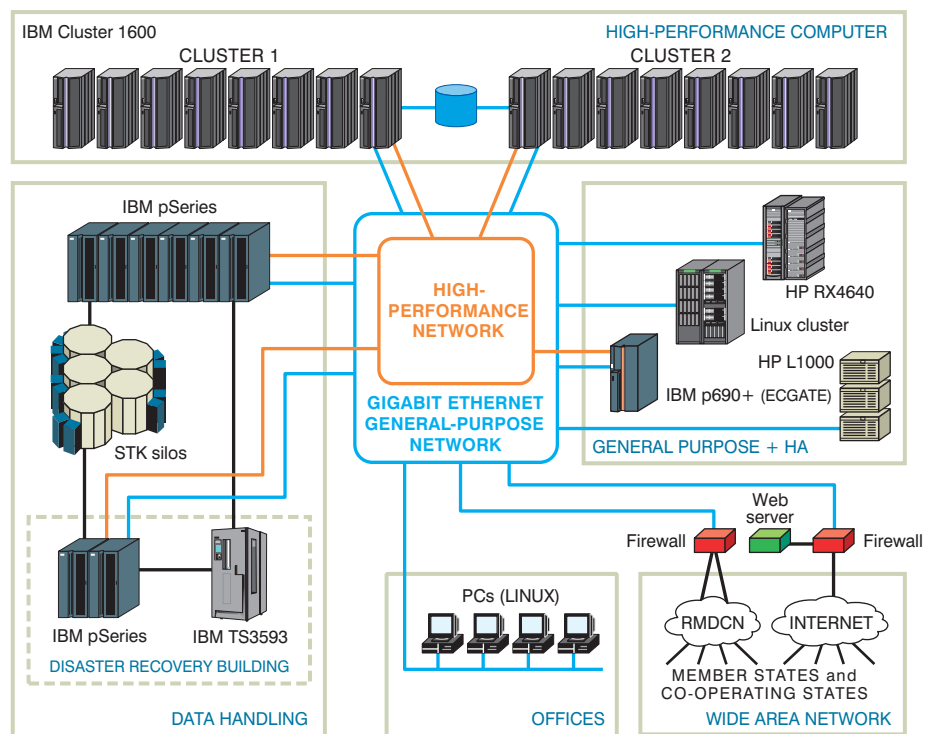 IBM Cluster 1600
HIGH-PERFORMANCE COMPUTER
CLUSTER 1
CLUSTER 2
IBM pSeries
HIGH-
PERFORMANCE
NETWORK
GIGABIT ETHERNET
GENERAL-PURPOSE
NETWORK
HP RX4640
Linux cluster
HP L1000
IBM p690+ (ECGATE)
GENERAL PURPOSE + HA
STK silos
IBM pSeries
IBM TS3593
DISASTER RECOVERY BUILDING
DATA HANDLING
PCs (LINUX)
OFFICES
Web
server
Firewall
Firewall
RMDCN
INTERNET
MEMBER STATES and
CO-OPERATING STATES
WIDE AREA NETWORK